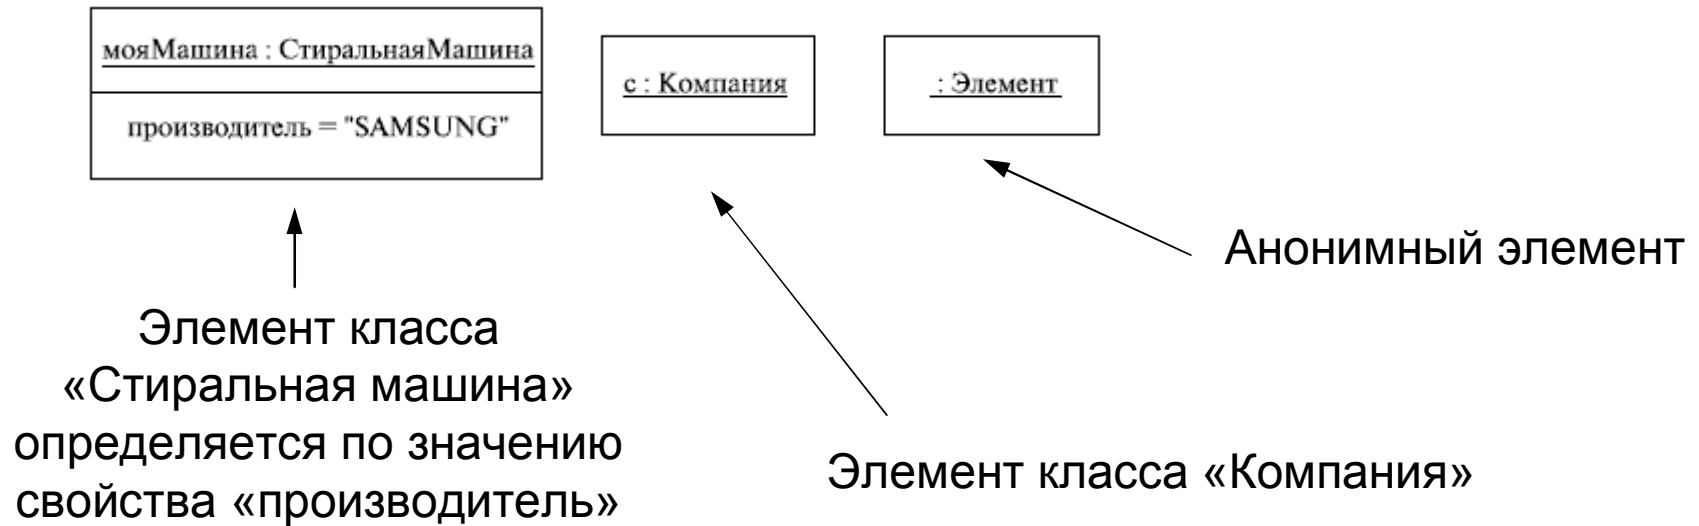 мояМашина : СтиральнаяМашина
производитель = "SAMSUNG"
с : Компания
: Элемент
Анонимный элемент
Элемент класса
«Стиральная машина»
определяется по значению
свойства «производитель»
Элемент класса «Компания»